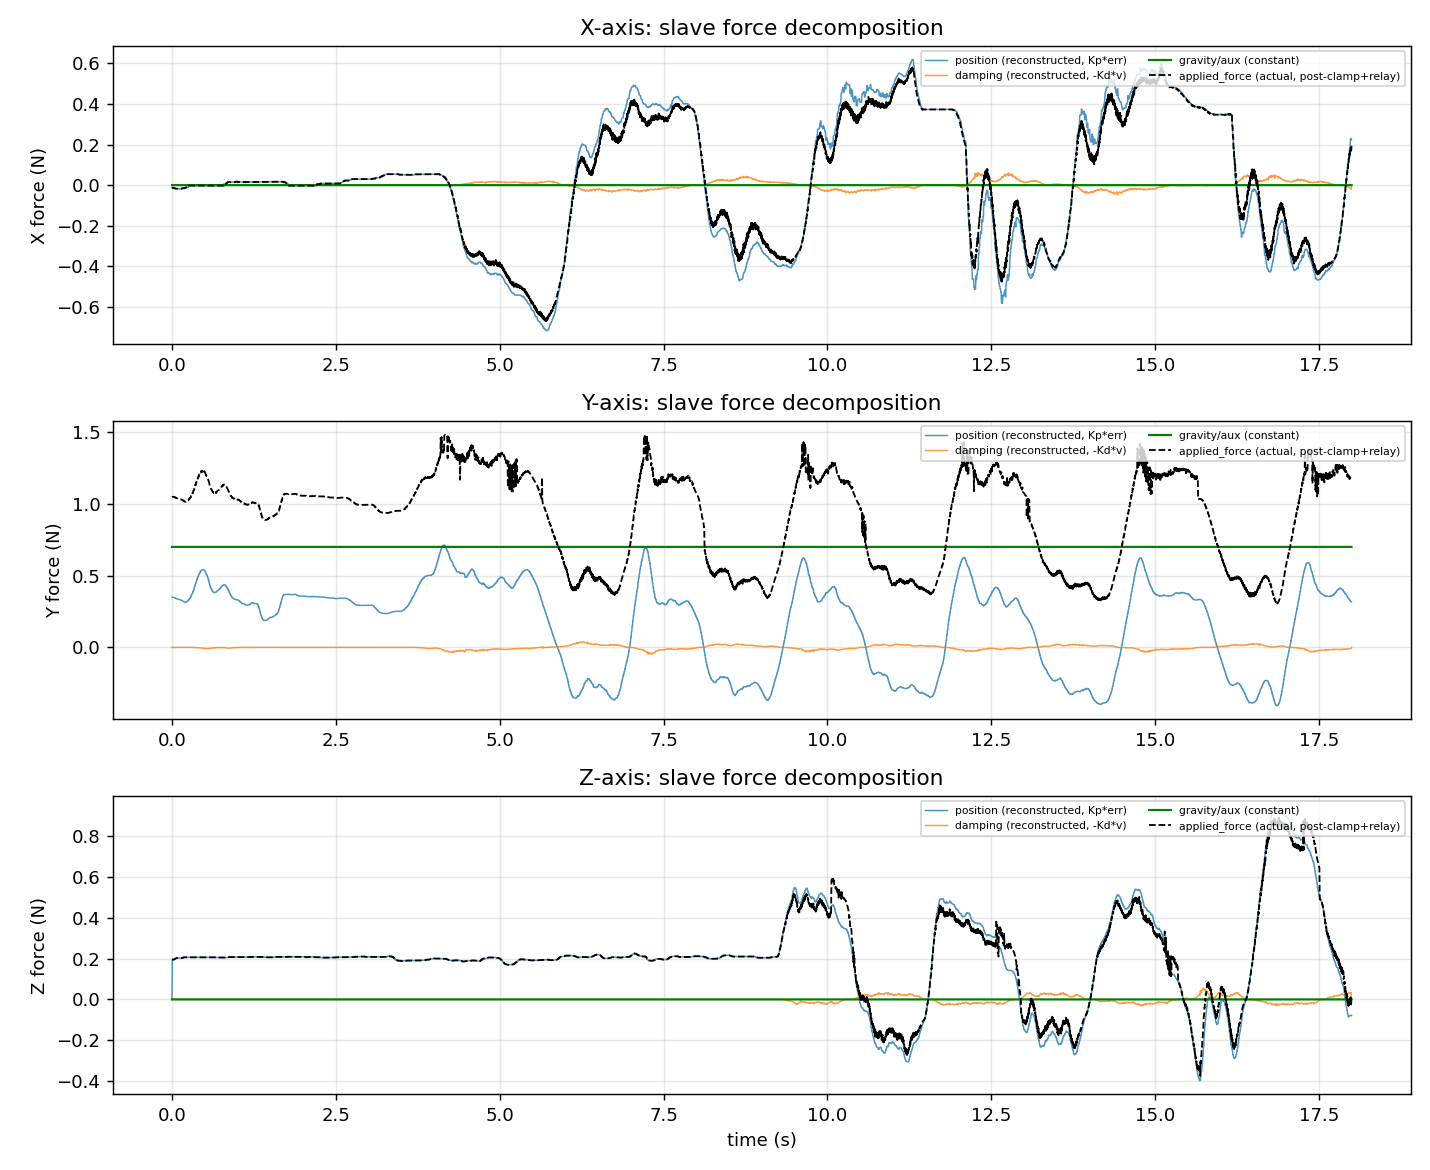 X-axis: slave force decomposition
position (reconstructed, Kp*err)
damping (reconstructed, -Kd*v)
gravity/aux (constant)
applied_force (actual, post-clamp+relay)
X force (N)
0.6
0.4
0.2
0.0
−0.2
−0.4
−0.6
0.0 2.5 5.0 7.5 10.0 12.5 15.0 17.5
Y-axis: slave force decomposition
position (reconstructed, Kp*err)
damping (reconstructed, -Kd*v)
gravity/aux (constant)
applied_force (actual, post-clamp+relay)
Y force (N)
1.5
1.0
0.5
0.0
0.0 2.5 5.0 7.5 10.0 12.5 15.0 17.5
Z-axis: slave force decomposition
position (reconstructed, Kp*err)
damping (reconstructed, -Kd*v)
gravity/aux (constant)
applied_force (actual, post-clamp+relay)
Z force (N)
0.8
0.6
0.4
0.2
0.0
−0.2
−0.4
0.0 2.5 5.0 7.5 10.0 12.5 15.0 17.5
time (s)